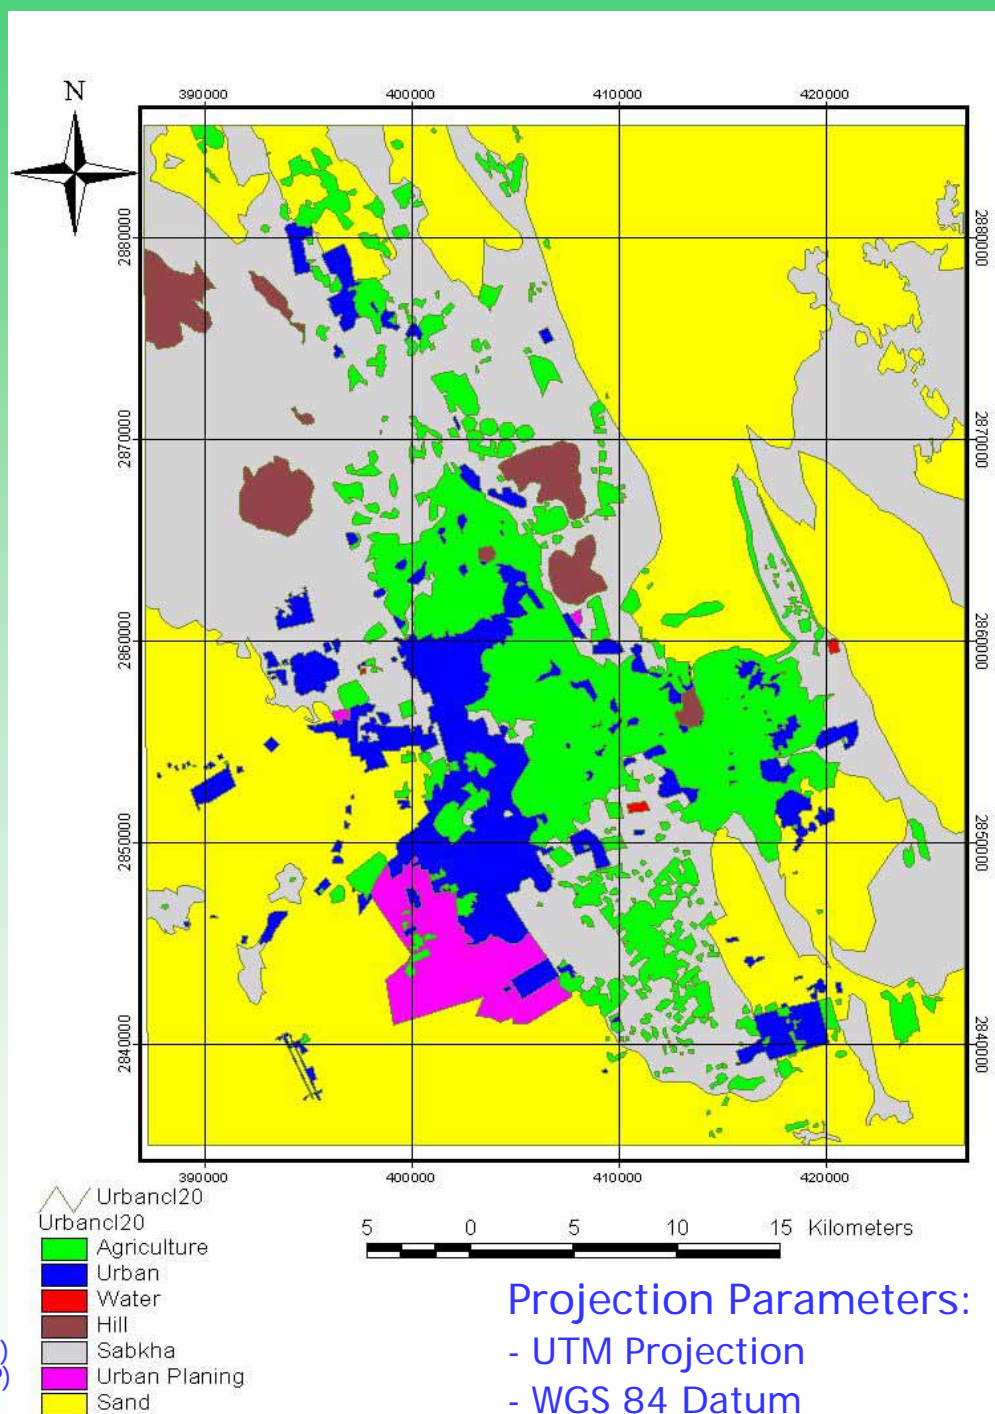 N
390000 400000 410000 420000
2880000 2880000
2870000 2870000
2860000 2860000
2850000 2850000
2840000 2840000
390000 400000 410000 420000
Urbancl20
Urbancl20
Agriculture
Urban
Water
Hill
Sabkha
Urban Planing
Sand
5 0 5 10 15 Kilometers
Projection Parameters:
- UTM Projection
- WGS 84 Datum
)
)